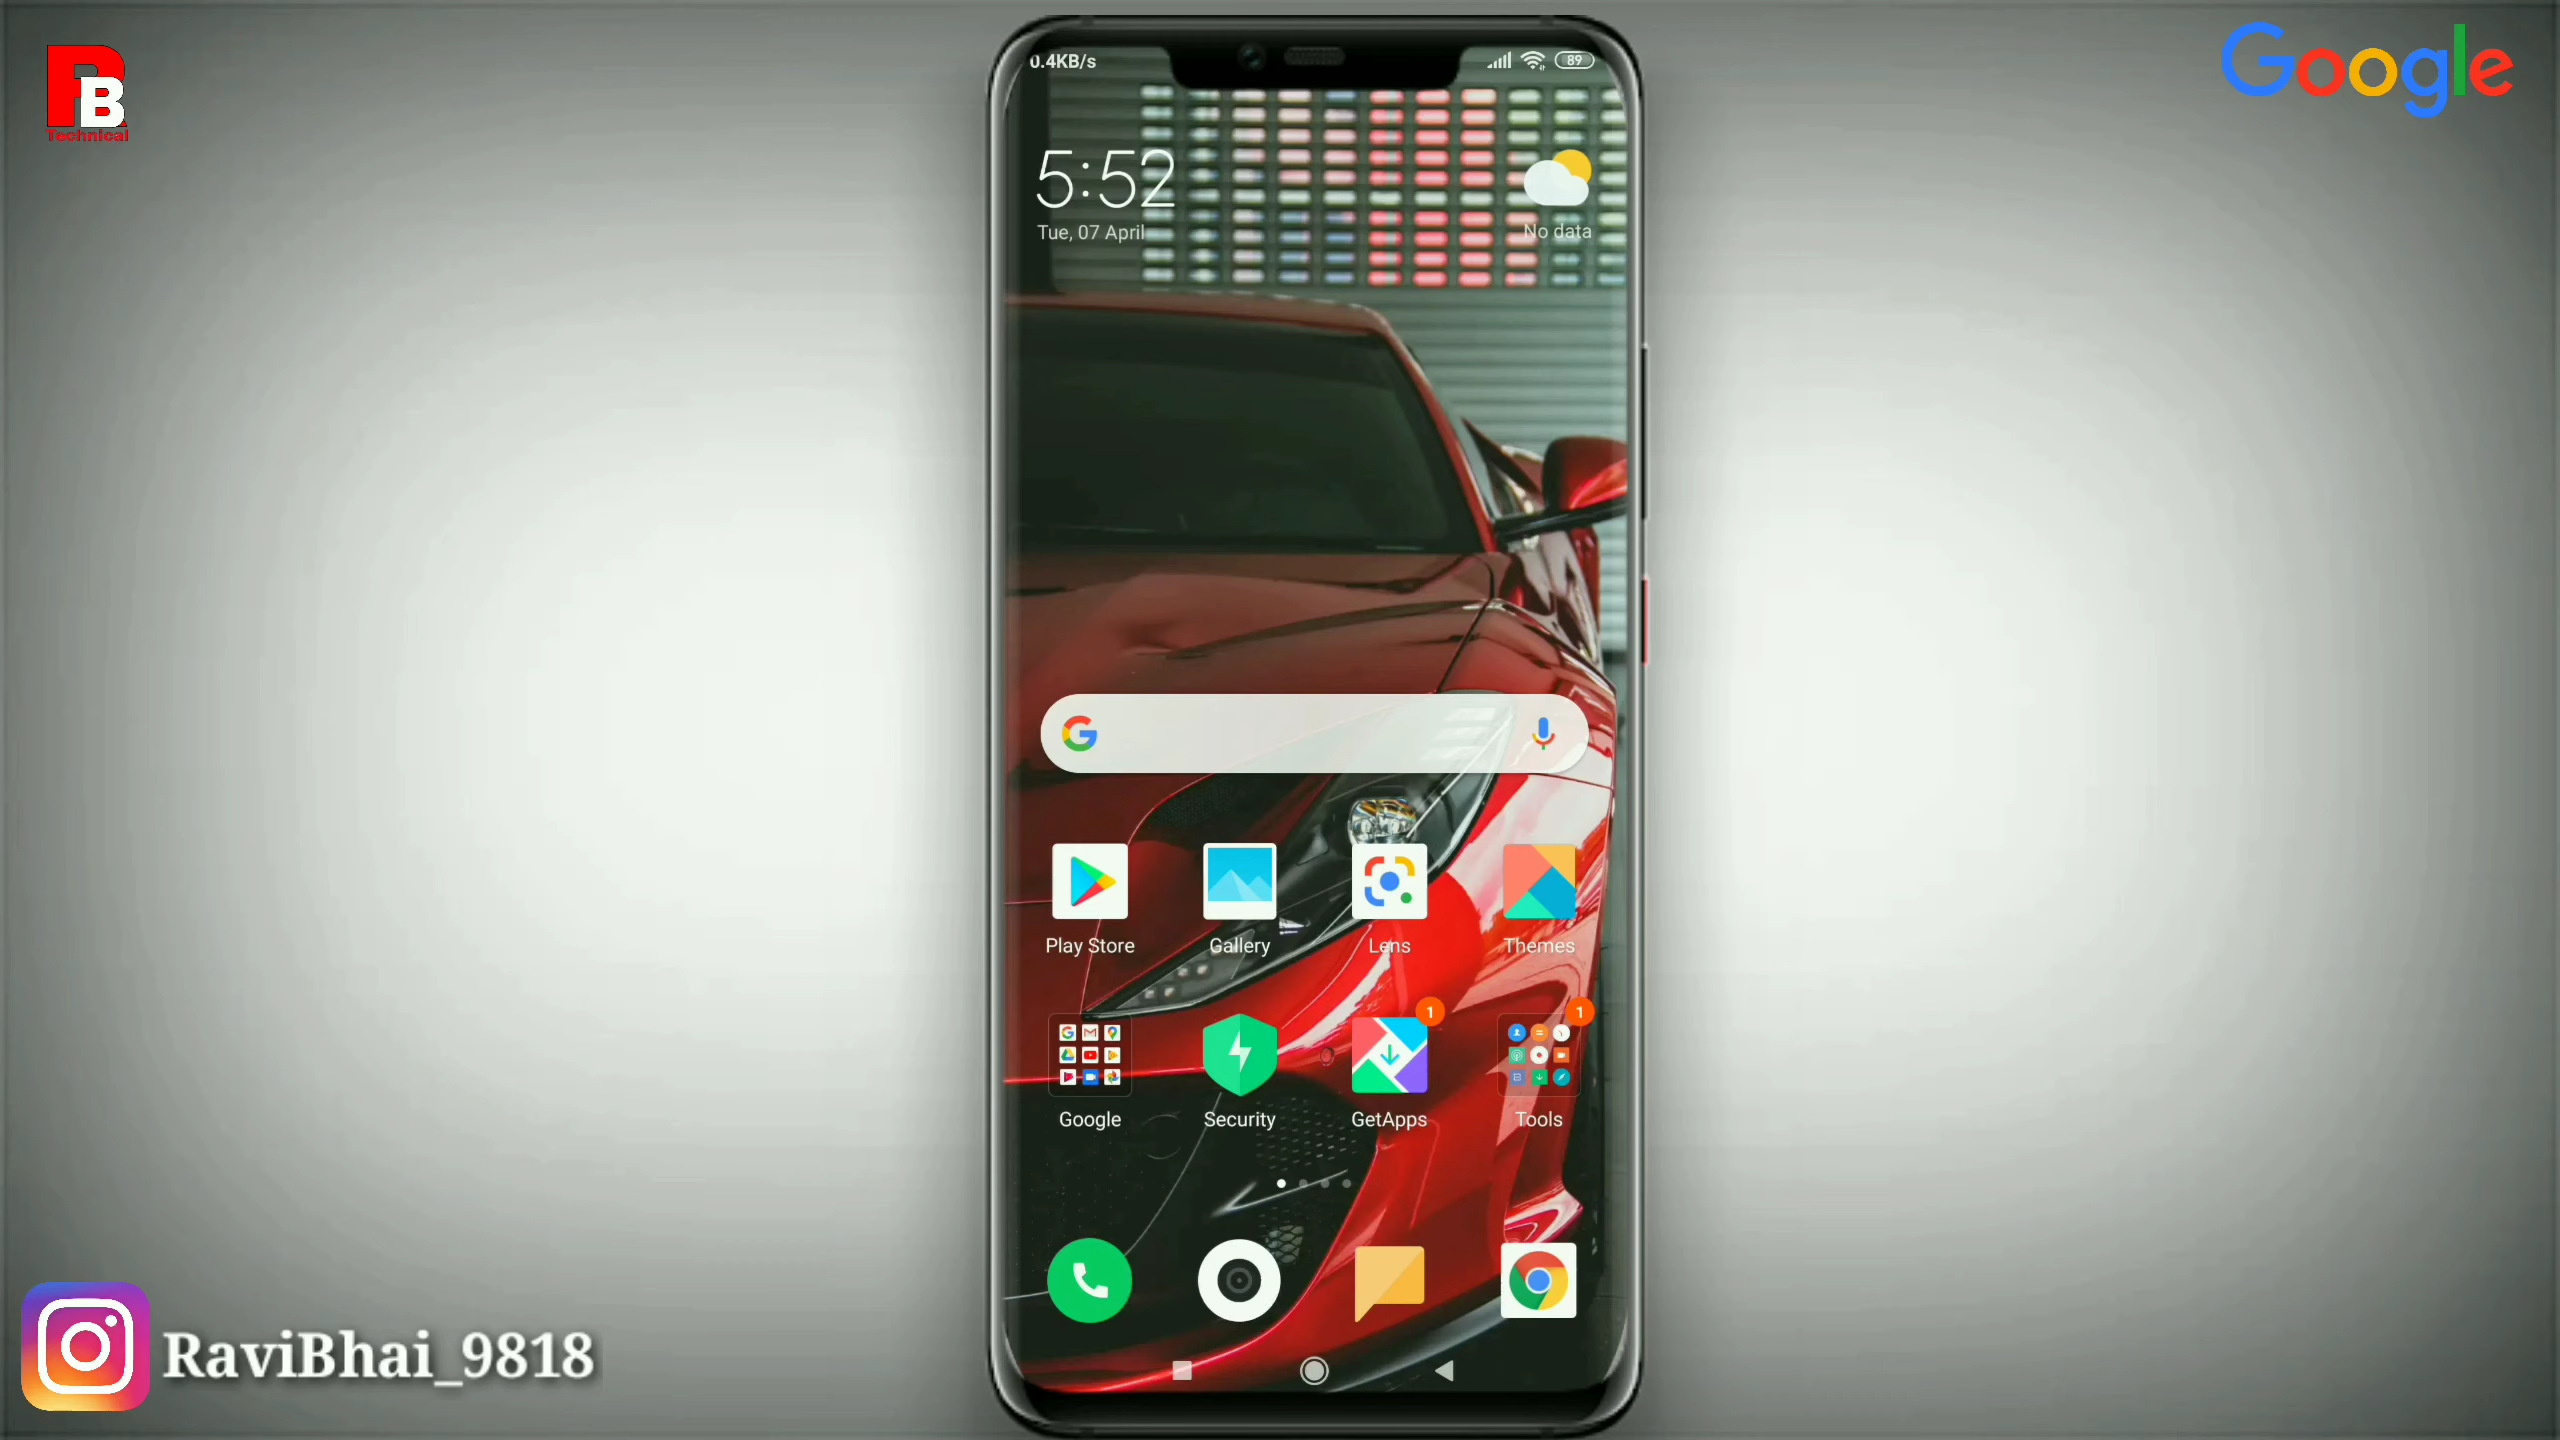 RB
Technical
Google
0.4KB/s
89
5:52
Tue, 07 April
No data
Play Store
Gallery
Lens
Themes
1
1
Google
Security
GetApps
Tools
RaviBhai_9818